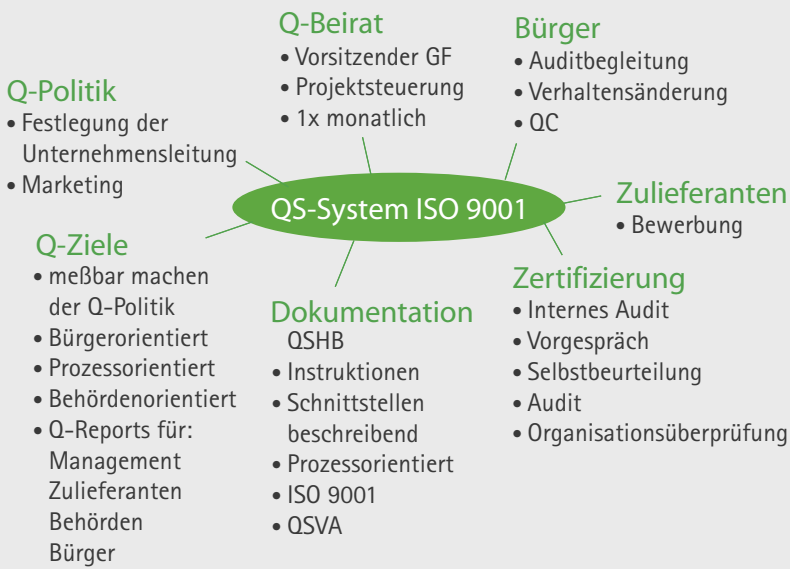 Q-Beirat
• Vorsitzender GF
• Projektsteuerung
• 1x monatlich
Bürger
• Auditbegleitung
• Verhaltensänderung
• QC
Q-Politik
• Festlegung der
Unternehmensleitung
• Marketing
QS-System ISO 9001
Zulieferanten
• Bewerbung
Q-Ziele
• meßbar machen
der Q-Politik
• Bürgerorientiert
• Prozessorientiert
• Behördenorientiert
• Q-Reports für:
Management
Zulieferanten
Behörden
Bürger
Dokumentation
QSHB
• Instruktionen
• Schnittstellen
beschreibend
• Prozessorientiert
• ISO 9001
• QSVA
Zertifizierung
• Internes Audit
• Vorgespräch
• Selbstbeurteilung
• Audit
• Organisationsüberprüfung